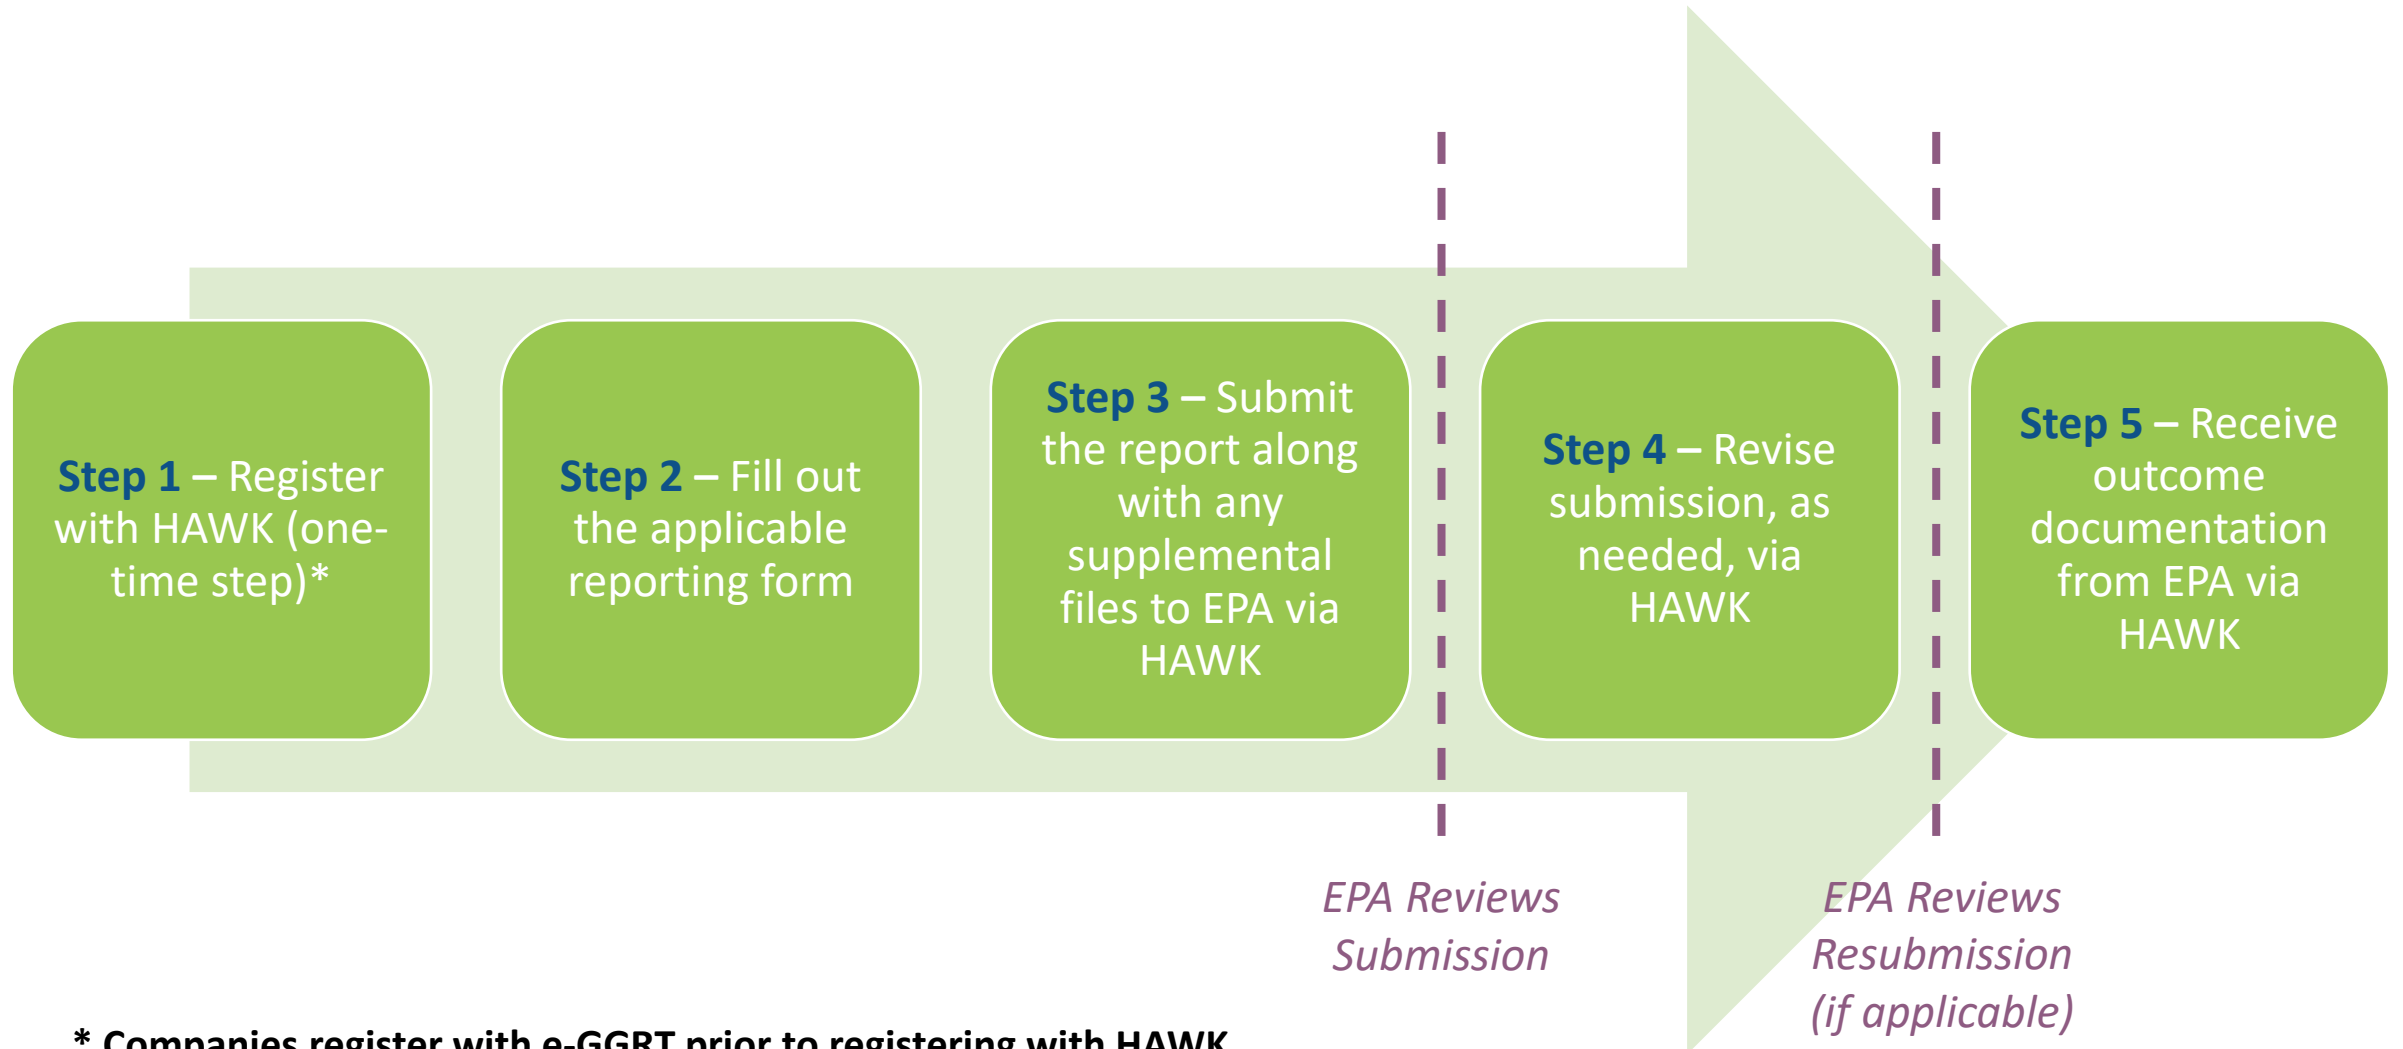 Step 1 – Register
with HAWK (one-
time step)*
Step 2 – Fill out
the applicable
reporting form
Step 3 – Submit
the report along
with any
supplemental
files to EPA via
HAWK
Step 4 – Revise
submission, as
needed, via
HAWK
Step 5 – Receive
outcome
documentation
from EPA via
HAWK
EPA Reviews
Submission
EPA Reviews
Resubmission
(if applicable)
* Companies register with e-GGRT prior to registering with HAWK